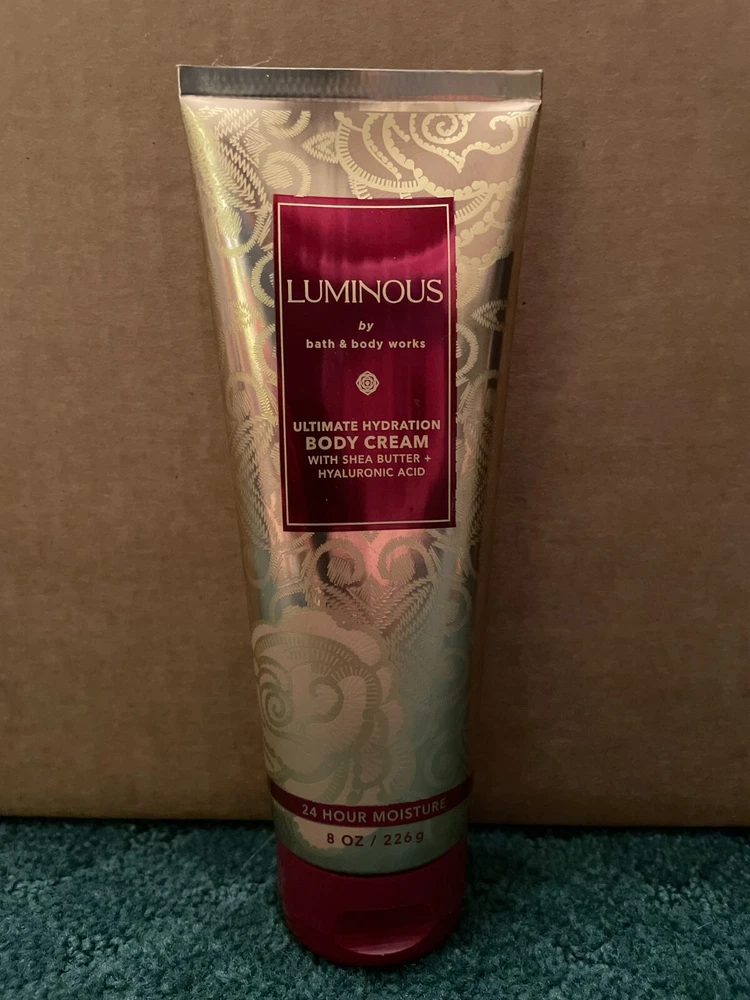 LUMINOUS
by
bath & body works
ULTIMATE HYDRATION
BODY CREAM
WITH SHEA BUTTER +
HYALURONIC ACID
24 HOUR MOISTURE
8 OZ / 226 g